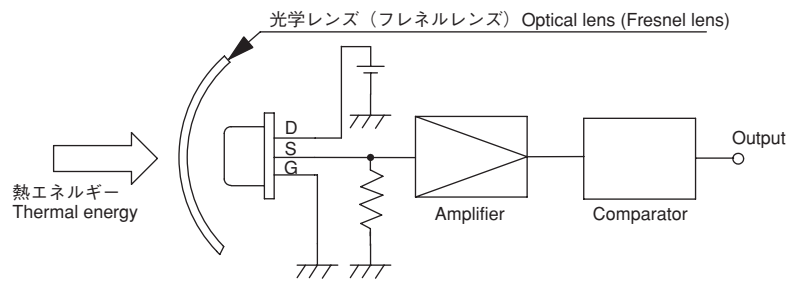 光学レンズ（フレネルレンズ）Optical lens (Fresnel lens)
D
S
G
Output
熱エネルギー
Thermal energy
Amplifier
Comparator